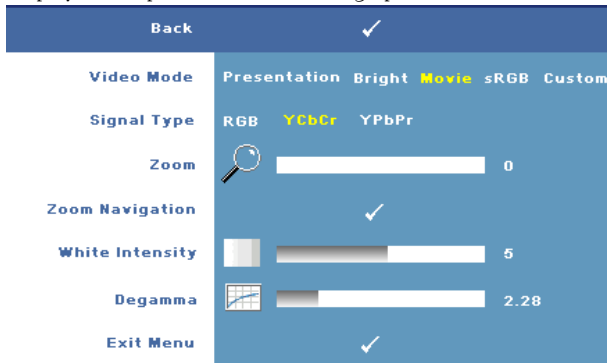 Back
Video Mode Presentation Bright Movie sRGB Custom
Signal Type RGB YCbCr YPbPr
Zoom 0
Zoom Navigation
White Intensity 5
Degamma 2.28
Exit Menu